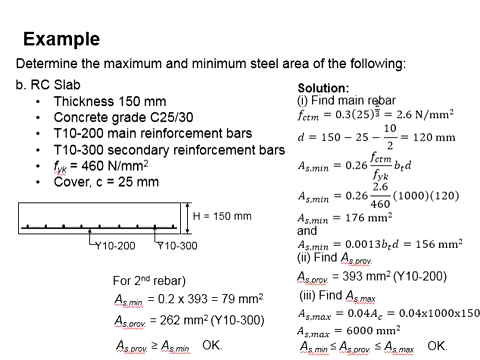 Example
Determine the maximum and minimum steel area of the following:
b. RC Slab
• Thickness 150 mm
• Concrete grade C25/30
• T10-200 main reinforcement bars
• T10-300 secondary reinforcement bars
• fyk = 460 N/mm²
• Cover, c = 25 mm
H = 150 mm
Y10-200
Y10-300
For 2nd rebar)
As,min = 0.2 x 393 = 79 mm²
As,prov. = 262 mm² (Y10-300)
As,prov. ≥ As,min OK.
Solution:
(i) Find main rebar
fctm = 0.3(25)^2/3 = 2.6 N/mm²
d = 150 − 25 − 10/2 = 120 mm
As,min = 0.26 fctm/fyk btd
As,min = 0.26 2.6/460 (1000)(120)
As,min = 176 mm²
and
As,min = 0.0013btd = 156 mm²
(ii) Find As,prov.
As,prov. = 393 mm² (Y10-200)
(iii) Find As,max
As,max = 0.04Ac = 0.04x1000x150
As,max = 6000 mm²
As,min ≤ As,prov. ≤ As,max OK.